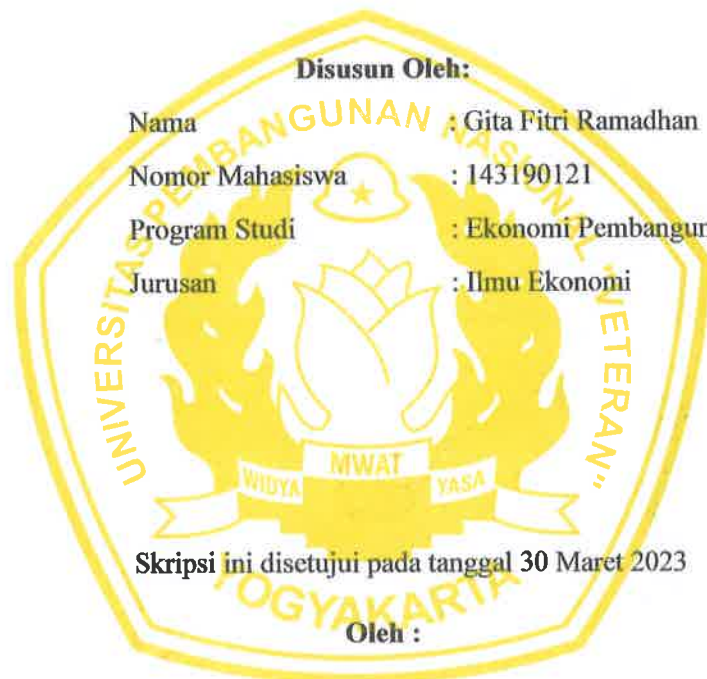 Disusun Oleh:
Nama : Gita Fitri Ramadhan
Nomor Mahasiswa : 143190121
Program Studi : Ekonomi Pembangun
Jurusan : Ilmu Ekonomi
UNIVERSITAS PEMBANGUNAN NASIONAL "VETERAN"
WIDYA MWAT YASA
Skripsi ini disetujui pada tanggal 30 Maret 2023
YOGYAKARTA
Oleh :